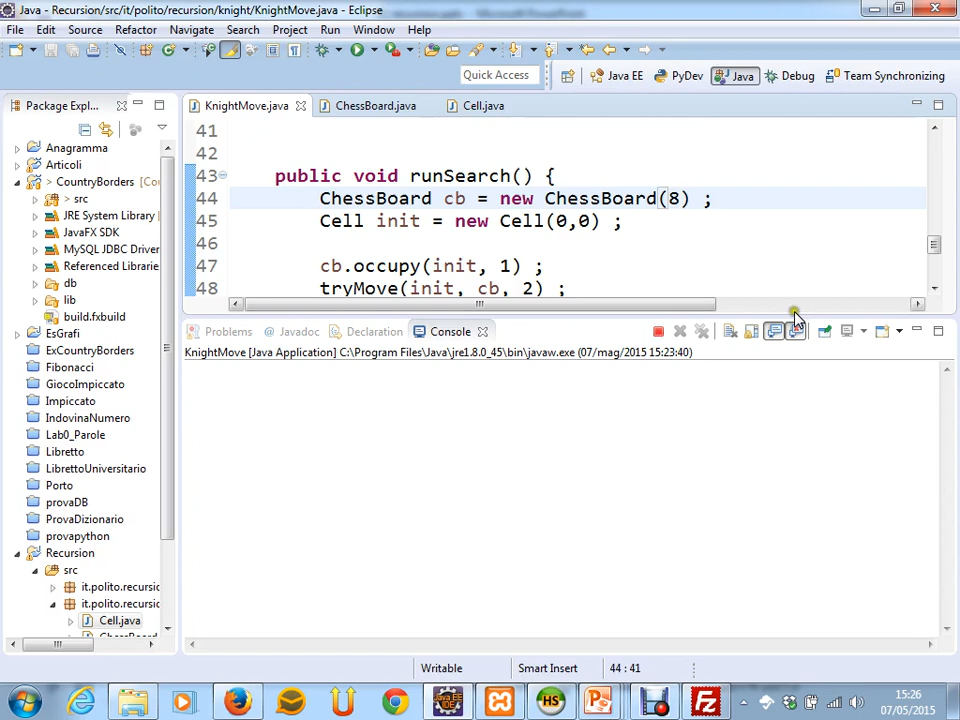 Java - Recursion/src/it/polito/recursion/knight/KnightMove.java - Eclipse
File Edit Source Refactor Navigate Search Project Run Window Help
Quick Access Java EE PyDev Java Debug Team Synchronizing
Package Expl...
KnightMove.java ChessBoard.java Cell.java
Anagramma
Articoli
> CountryBorders [Cou
> src
JRE System Library
JavaFX SDK
MySQL JDBC Driver
Referenced Librarie
db
lib
build.fxbuild
EsGrafi
ExCountryBorders
Fibonacci
GiocoImpiccato
Impiccato
IndovinaNumero
Lab0_Parole
Libretto
LibrettoUniversitario
Porto
provaDB
ProvaDizionario
provapython
Recursion
src
it.polito.recursic
it.polito.recursic
Cell.java
41
42
43 public void runSearch() {
44 ChessBoard cb = new ChessBoard(8) ;
45 Cell init = new Cell(0,0) ;
46
47 cb.occupy(init, 1) ;
48 tryMove(init, cb, 2) ;
Problems Javadoc Declaration Console
KnightMove [Java Application] C:\Program Files\Java\jre1.8.0_45\bin\javaw.exe (07/mag/2015 15:23:40)
Writable Smart Insert 44 : 41
15:26
07/05/2015